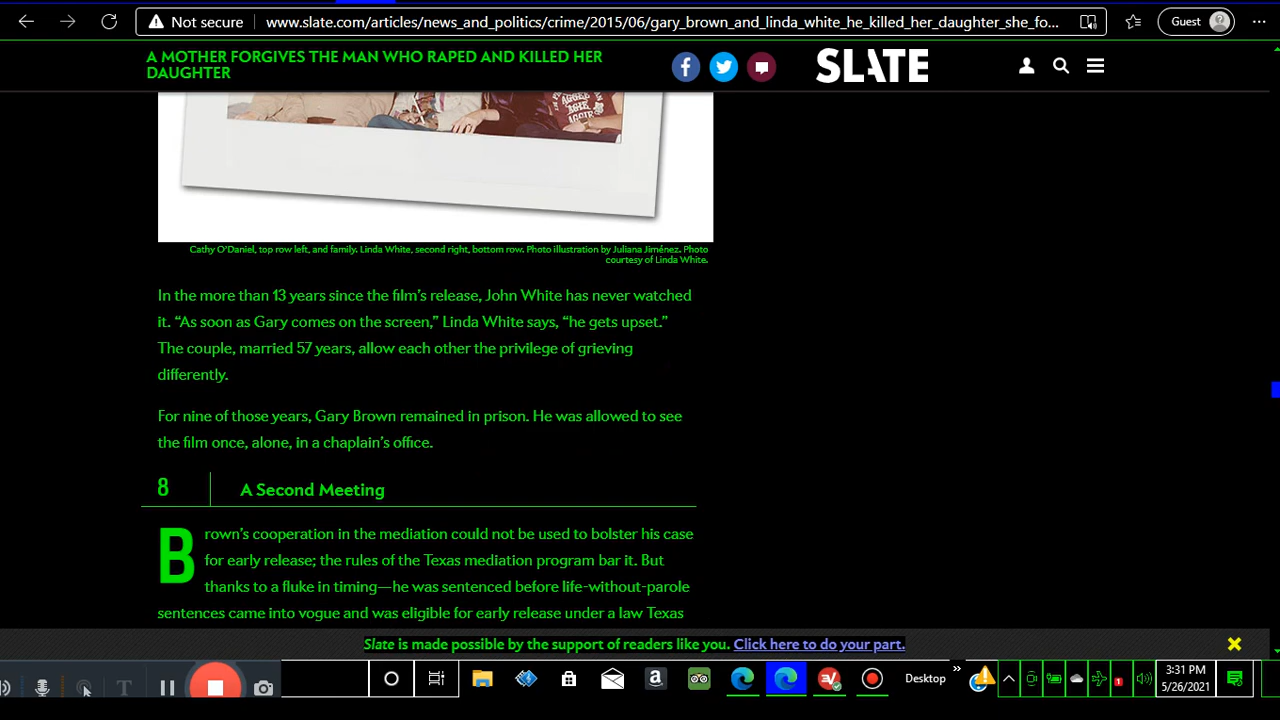 Not secure
www.slate.com/articles/news_and_politics/crime/2015/06/gary_brown_and_linda_white_he_killed_her_daughter_she_fo...
Guest
A MOTHER FORGIVES THE MAN WHO RAPED AND KILLED HER
DAUGHTER
SLATE
Cathy O'Daniel, top row left, and family. Linda White, second right, bottom row. Photo illustration by Juliana Jiménez. Photo
courtesy of Linda White.
In the more than 13 years since the film's release, John White has never watched
it. “As soon as Gary comes on the screen,” Linda White says, “he gets upset.”
The couple, married 57 years, allow each other the privilege of grieving
differently.
For nine of those years, Gary Brown remained in prison. He was allowed to see
the film once, alone, in a chaplain's office.
8 A Second Meeting
Brown's cooperation in the mediation could not be used to bolster his case
for early release; the rules of the Texas mediation program bar it. But
thanks to a fluke in timing—he was sentenced before life-without-parole
sentences came into vogue and was eligible for early release under a law Texas
Slate is made possible by the support of readers like you. Click here to do your part.
Desktop
3:31 PM
5/26/2021